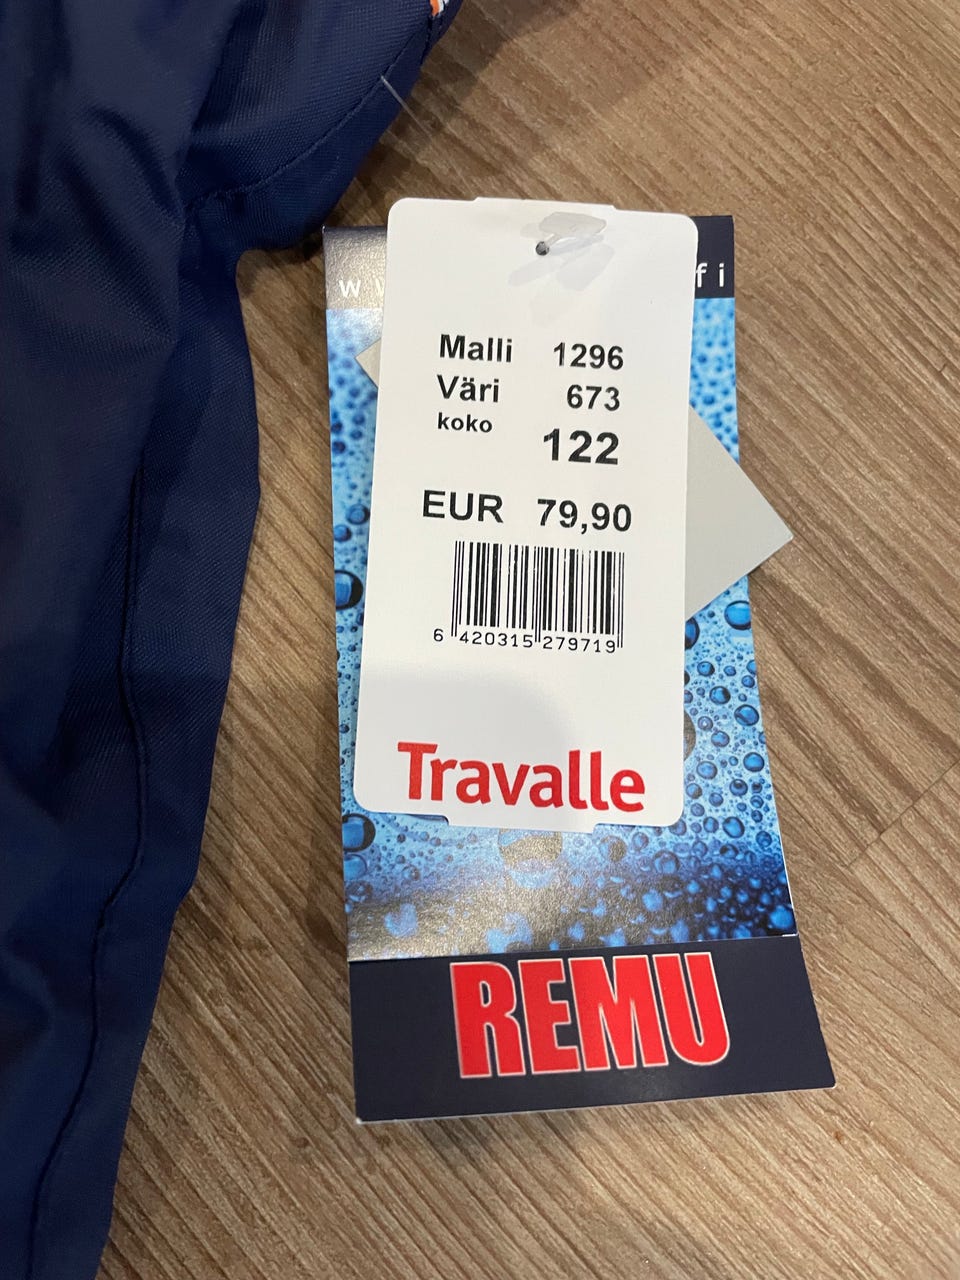 fi
Malli 1296
Väri 673
koko 122
EUR 79,90
6 420315 279719
Travalle
REMU